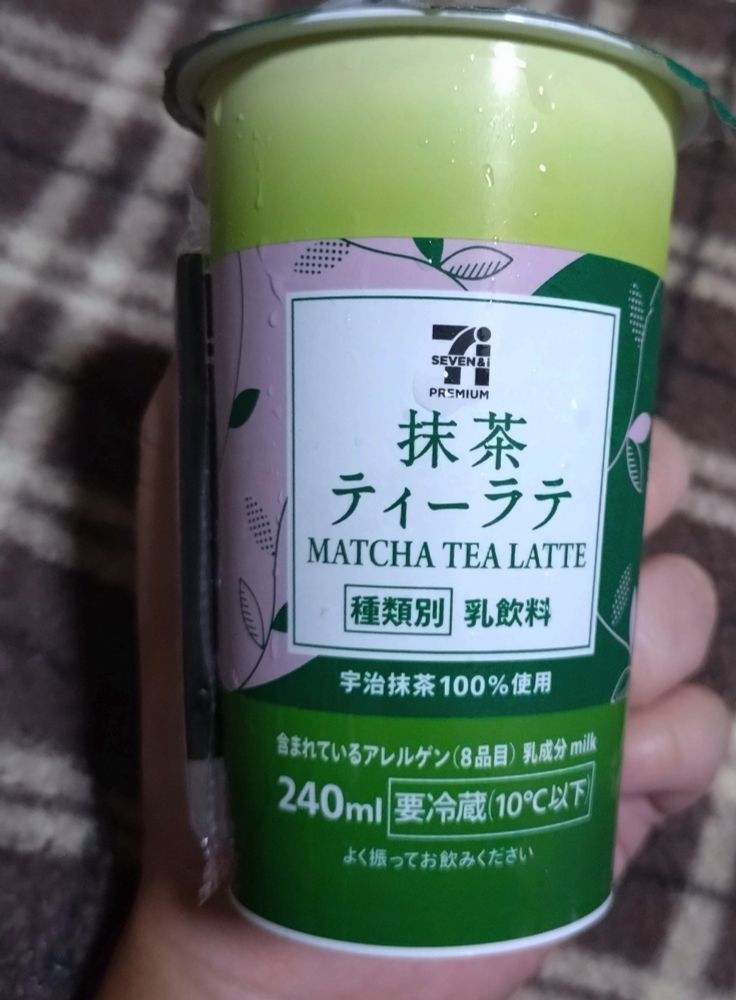 SEVEN&i
PREMIUM
抹茶
ティーラテ
MATCHA TEA LATTE
種類別 乳飲料
宇治抹茶100%使用
含まれているアレルゲン(8品目) 乳成分 milk
240ml 要冷蔵(10℃以下)
よく振ってお飲みください